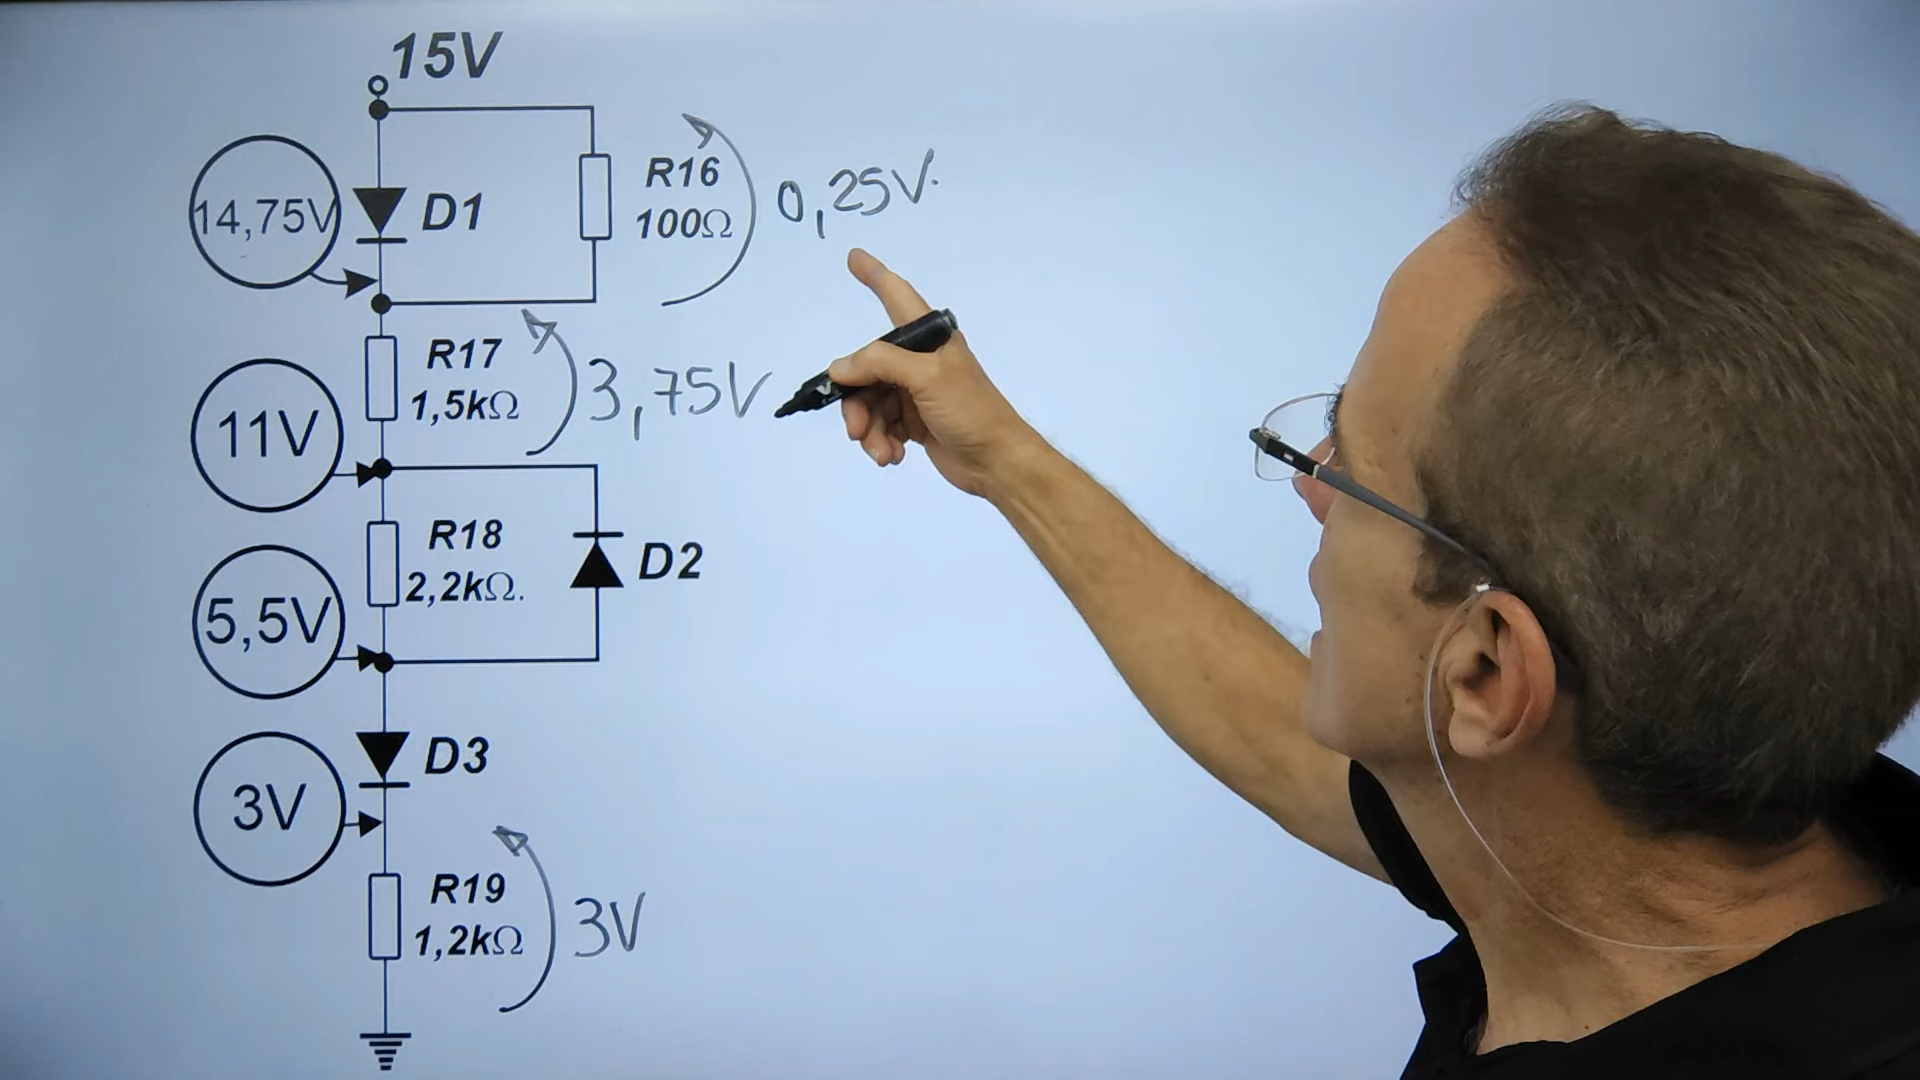 15V
14,75V
D1
R16
100Ω
0,25V.
R17
1,5kΩ
3,75V
11V
R18
2,2kΩ.
D2
5,5V
D3
3V
R19
1,2kΩ
3V